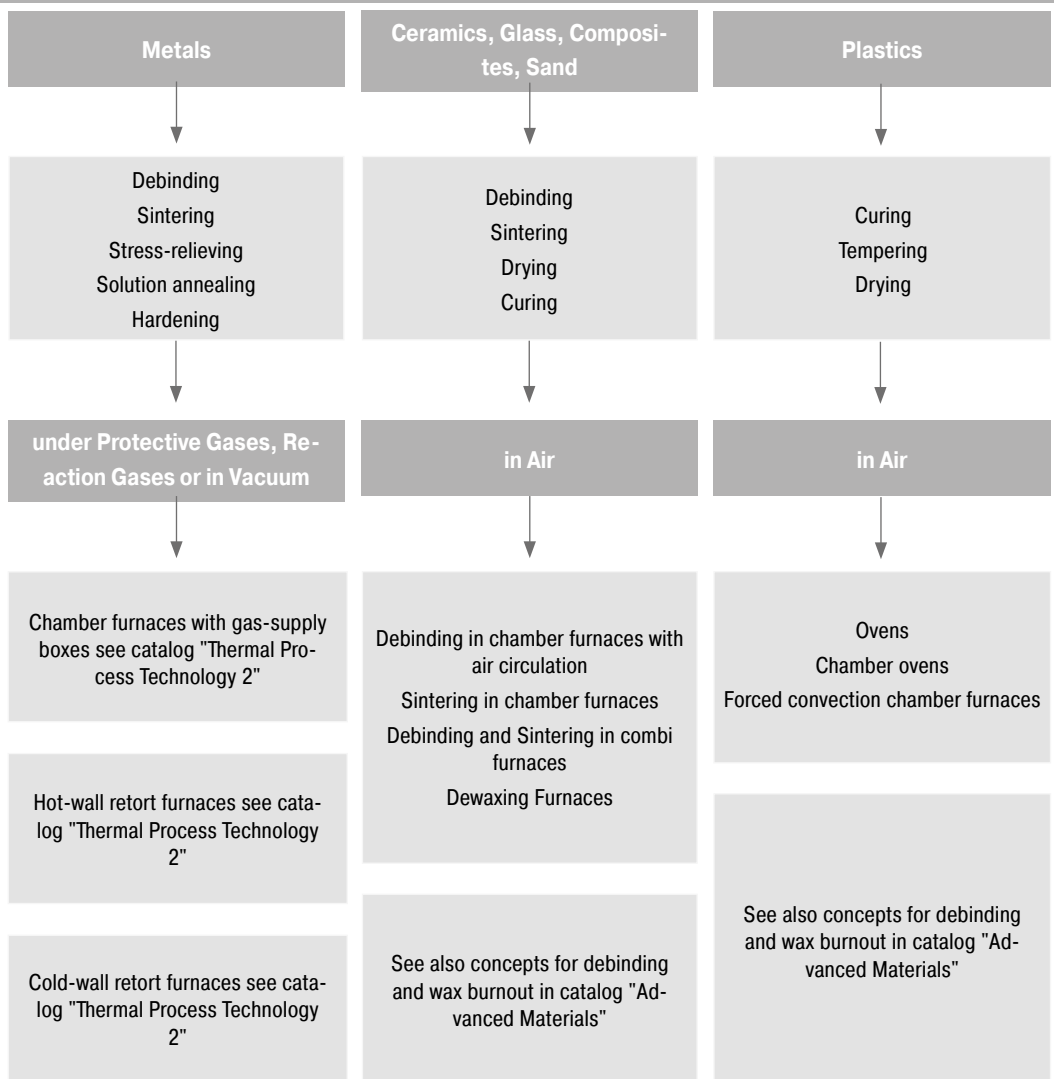 Metals
Debinding
Sintering
Stress-relieving
Solution annealing
Hardening
under Protective Gases, Re-
action Gases or in Vacuum
Chamber furnaces with gas-supply
boxes see catalog "Thermal Pro-
cess Technology 2"
Hot-wall retort furnaces see cata-
log "Thermal Process Technology
2"
Cold-wall retort furnaces see cata-
log "Thermal Process Technology
2"
Ceramics, Glass, Composi-
tes, Sand
Debinding
Sintering
Drying
Curing
in Air
Debinding in chamber furnaces with
air circulation
Sintering in chamber furnaces
Debinding and Sintering in combi
furnaces
Dewaxing Furnaces
See also concepts for debinding
and wax burnout in catalog "Ad-
vanced Materials"
Plastics
Curing
Tempering
Drying
in Air
Ovens
Chamber ovens
Forced convection chamber furnaces
See also concepts for debinding
and wax burnout in catalog "Ad-
vanced Materials"